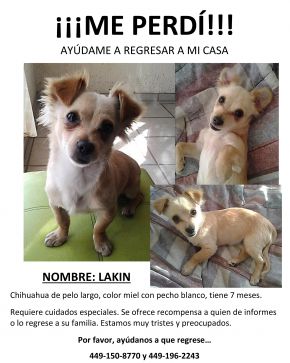 ¡¡¡ME PERDÍ!!!
AYÚDAME A REGRESAR A MI CASA
NOMBRE: LAKIN
Chihuahua de pelo largo, color miel con pecho blanco, tiene 7 meses.
Requiere cuidados especiales. Se ofrece recompensa a quien de informes
o lo regrese a su familia. Estamos muy tristes y preocupados.
Por favor, ayúdanos a que regrese…
449-150-8770 y 449-196-2243